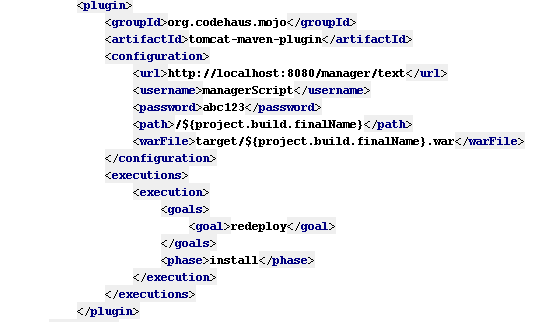 <plugin>
<groupId>org.codehaus.mojo</groupId>
<artifactId>tomcat-maven-plugin</artifactId>
<configuration>
<url>http://localhost:8080/manager/text</url>
<username>managerScript</username>
<password>abc123</password>
<path>/${project.build.finalName}</path>
<warFile>target/${project.build.finalName}.war</warFile>
</configuration>
<executions>
<execution>
<goals>
<goal>redeploy</goal>
</goals>
<phase>install</phase>
</execution>
</executions>
</plugin>